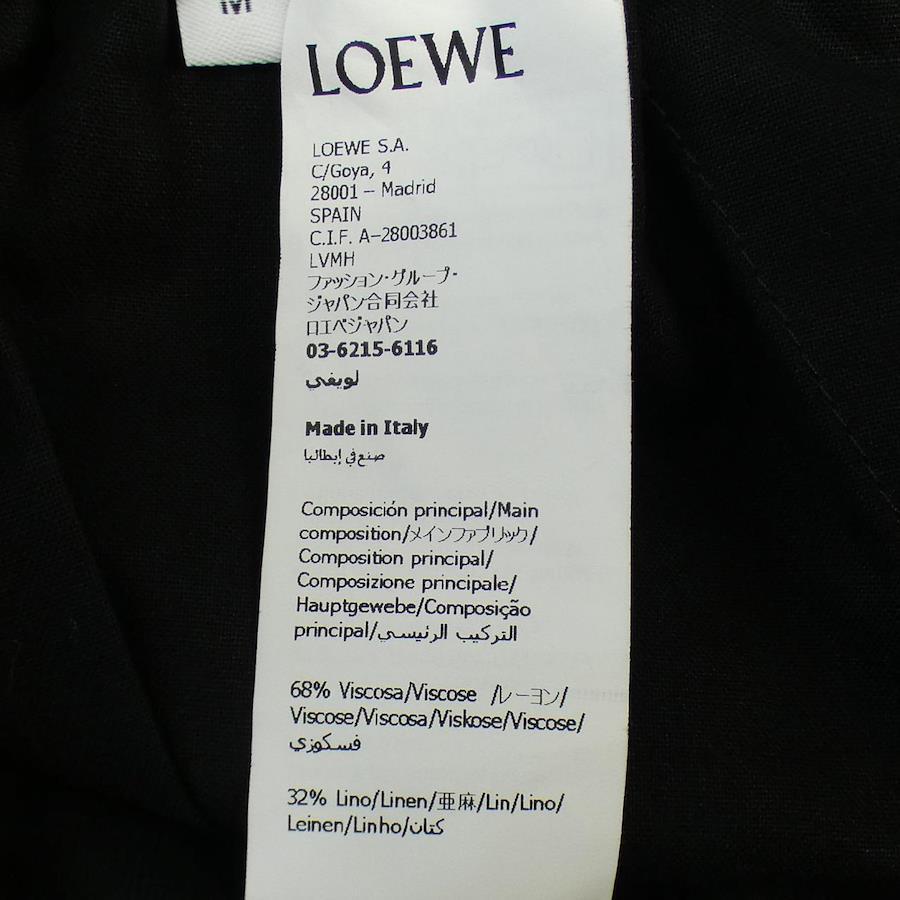 M
LOEWE
LOEWE S.A.
C/Goya, 4
28001 – Madrid
SPAIN
C.I.F. A-28003861
LVMH
ファッション・グループ・
ジャパン合同会社
ロエベジャパン
03-6215-6116
لويفي
Made in Italy
صنع في إيطاليا
Composición principal/Main
composition/メインファブリック/
Composition principal/
Composizione principale/
Hauptgewebe/Composição
principal/التركيب الرئيسي
68% Viscosa/Viscose /レーヨン/
Viscose/Viscosa/Viskose/Viscose/
فسكوزي
32% Lino/Linen/亜麻/Lin/Lino/
Leinen/Linho/كتان